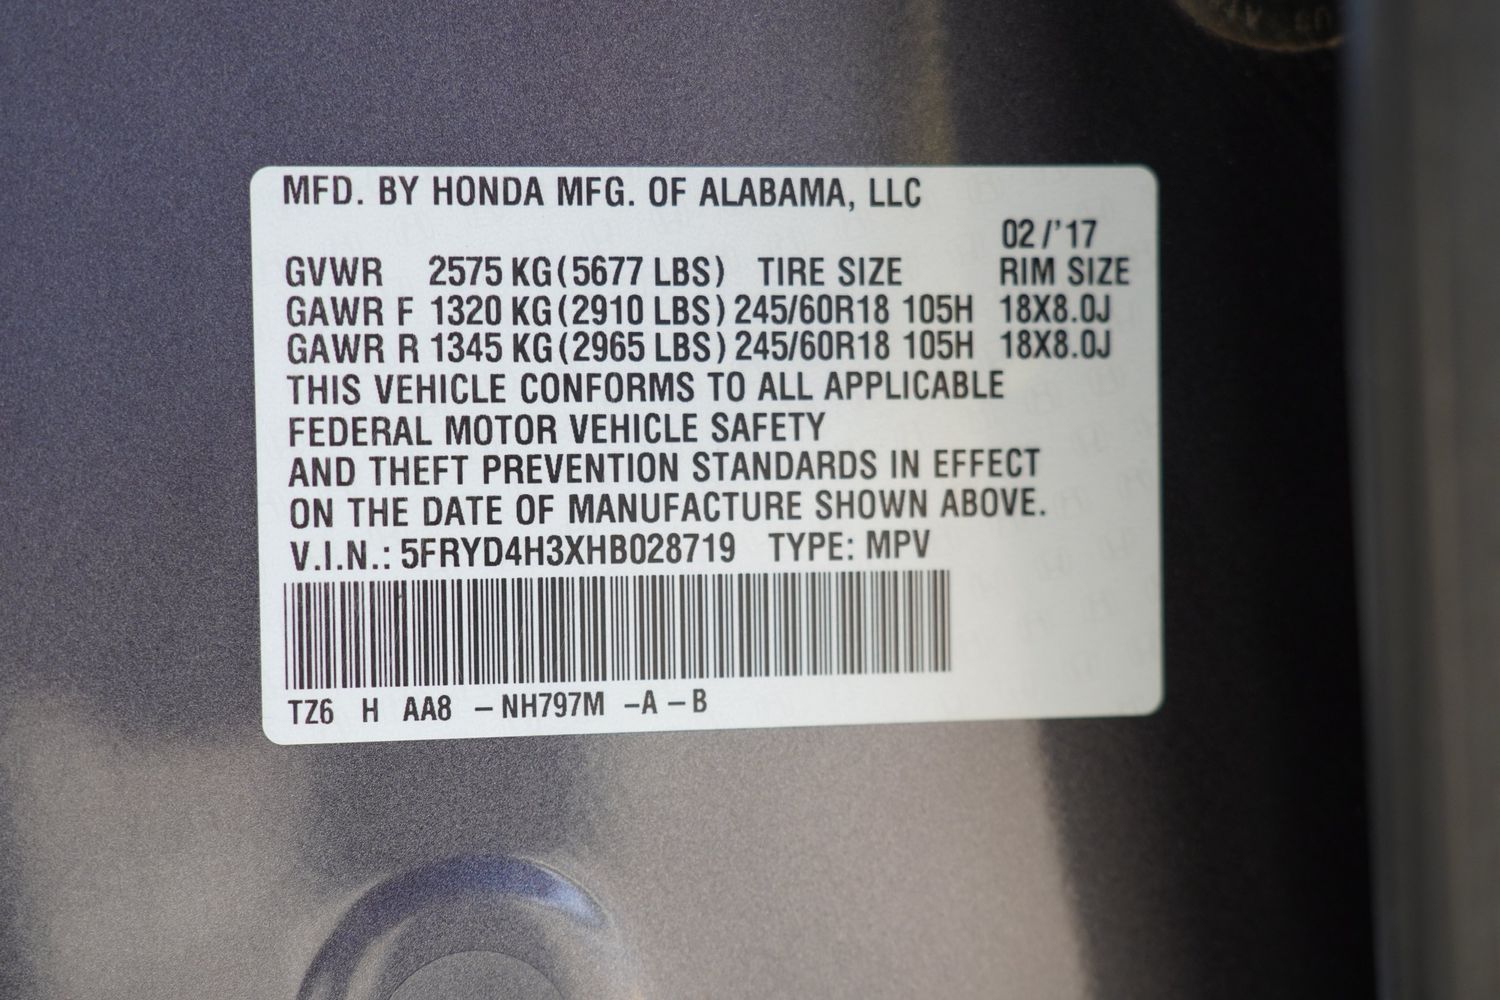 MFD. BY HONDA MFG. OF ALABAMA, LLC
02/'17
GVWR 2575 KG(5677 LBS) TIRE SIZE RIM SIZE
GAWR F 1320 KG(2910 LBS) 245/60R18 105H 18X8.0J
GAWR R 1345 KG(2965 LBS) 245/60R18 105H 18X8.0J
THIS VEHICLE CONFORMS TO ALL APPLICABLE
FEDERAL MOTOR VEHICLE SAFETY
AND THEFT PREVENTION STANDARDS IN EFFECT
ON THE DATE OF MANUFACTURE SHOWN ABOVE.
V.I.N.: 5FRYD4H3XHB028719 TYPE: MPV
TZ6 H AA8 -NH797M -A-B